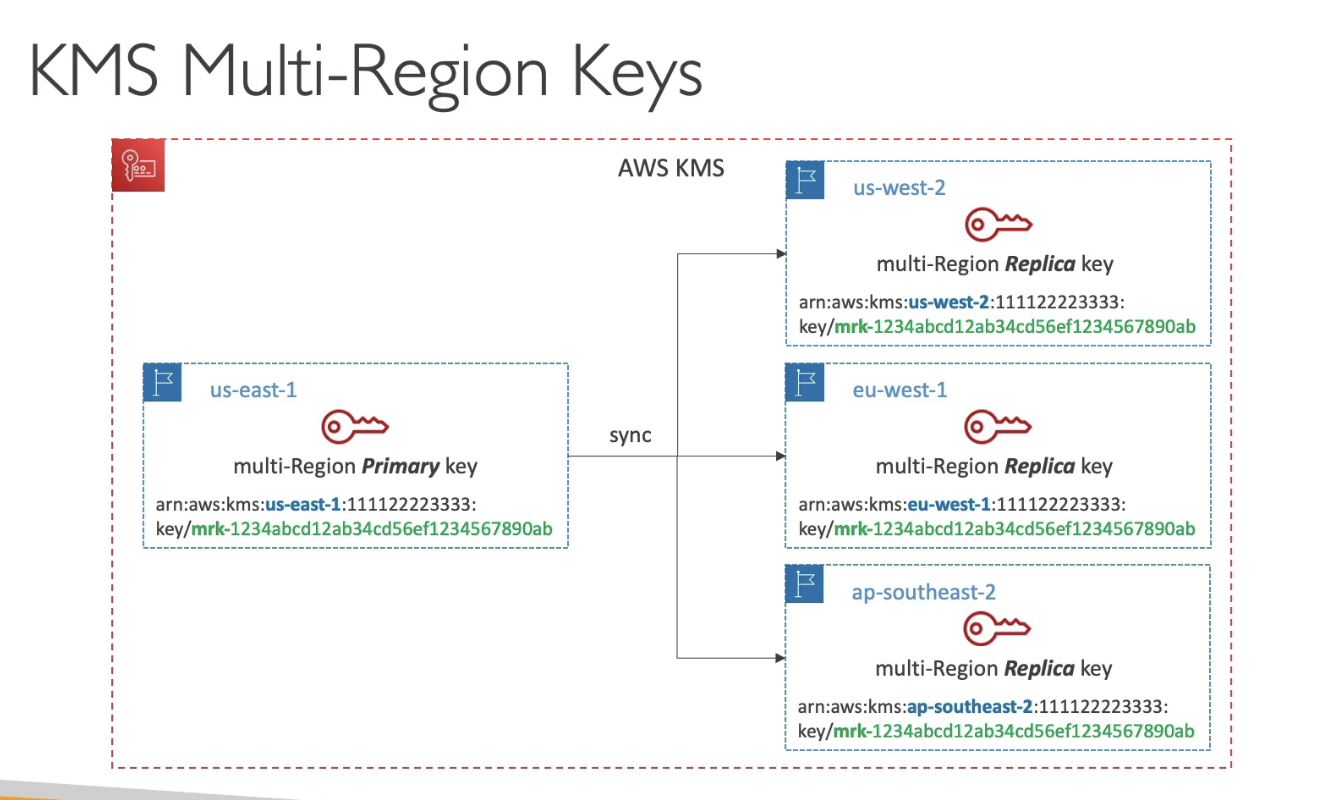 KMS Multi-Region Keys
AWS KMS
us-east-1
multi-Region Primary key
arn:aws:kms:us-east-1:111122223333:
key/mrk-1234abcd12ab34cd56ef1234567890ab
sync
us-west-2
multi-Region Replica key
arn:aws:kms:us-west-2:111122223333:
key/mrk-1234abcd12ab34cd56ef1234567890ab
eu-west-1
multi-Region Replica key
arn:aws:kms:eu-west-1:111122223333:
key/mrk-1234abcd12ab34cd56ef1234567890ab
ap-southeast-2
multi-Region Replica key
arn:aws:kms:ap-southeast-2:111122223333:
key/mrk-1234abcd12ab34cd56ef1234567890ab